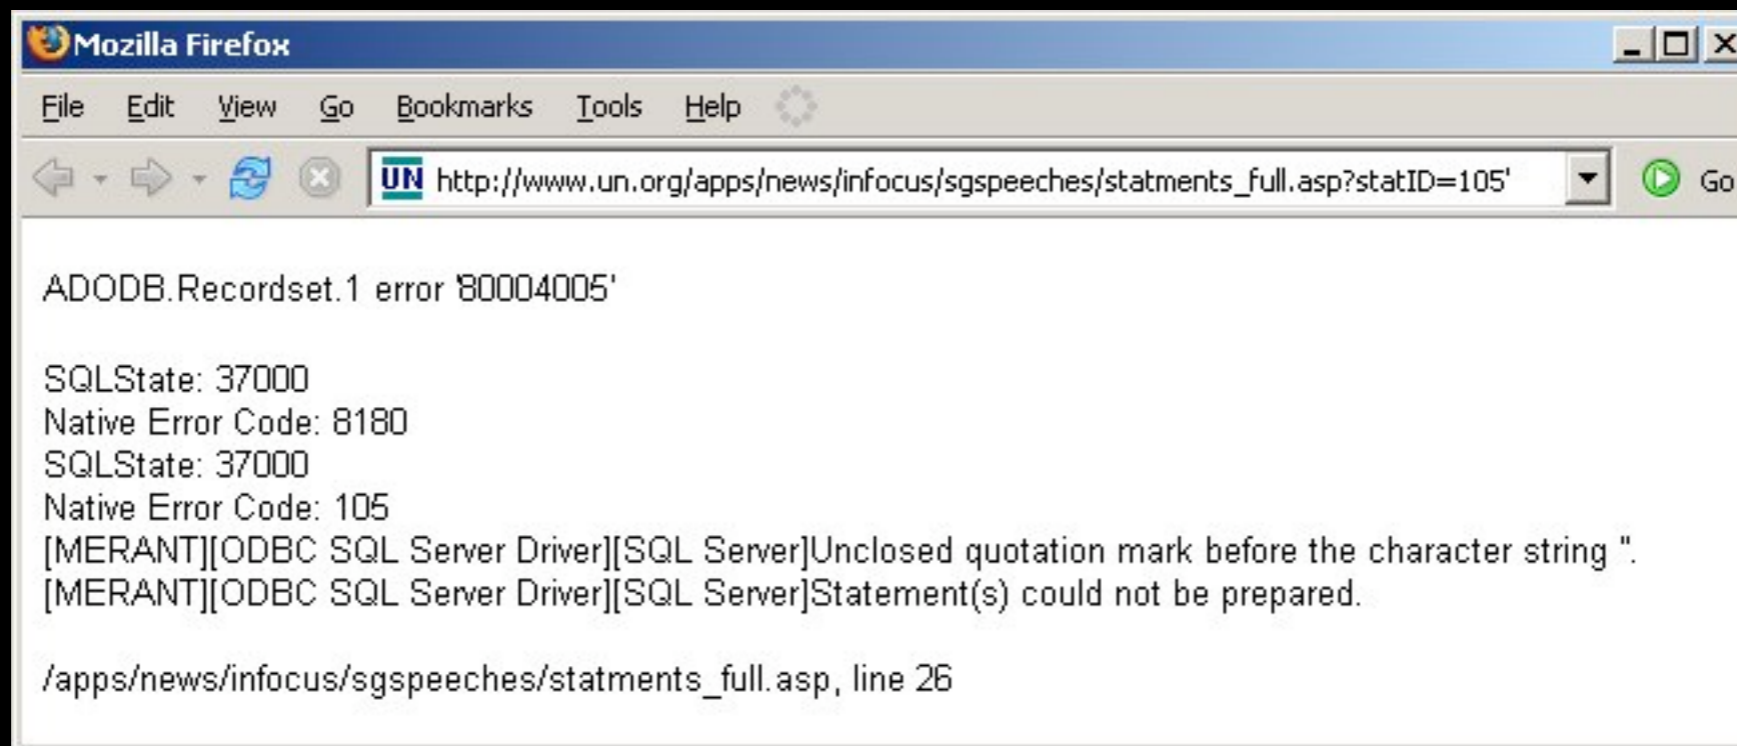 Mozilla Firefox
File Edit View Go Bookmarks Tools Help
UN http://www.un.org/apps/news/infocus/sgspeeches/statments_full.asp?statID=105' Go
ADODB.Recordset.1 error '80004005'
SQLState: 37000
Native Error Code: 8180
SQLState: 37000
Native Error Code: 105
[MERANT][ODBC SQL Server Driver][SQL Server]Unclosed quotation mark before the character string ''.
[MERANT][ODBC SQL Server Driver][SQL Server]Statement(s) could not be prepared.
/apps/news/infocus/sgspeeches/statments_full.asp, line 26